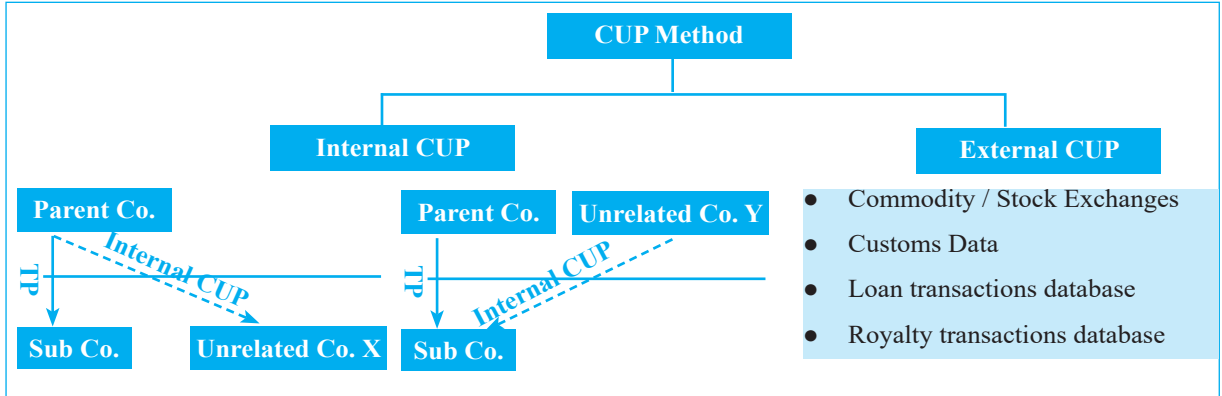 CUP Method
Internal CUP
External CUP
Parent Co.
Internal CUP
TP
Sub Co.
Unrelated Co. X
Parent Co.
Unrelated Co. Y
Internal CUP
TP
Sub Co.
● Commodity / Stock Exchanges
● Customs Data
● Loan transactions database
● Royalty transactions database